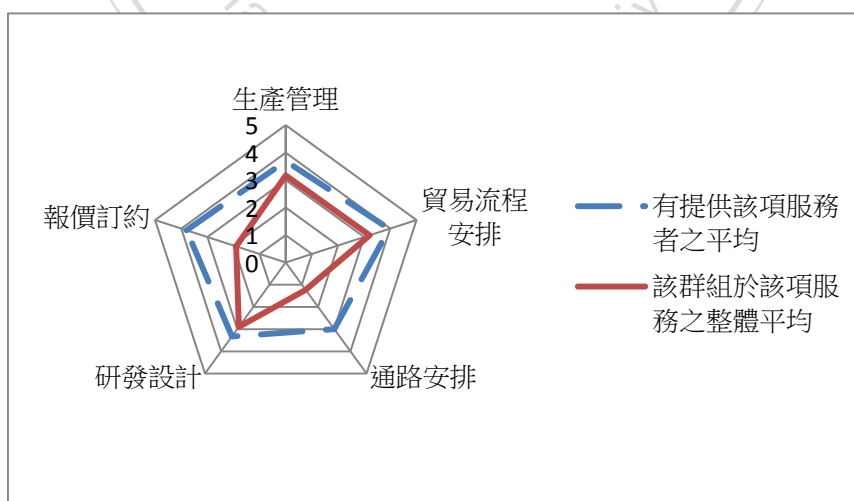 生產管理
5
4
3
2
1
0
貿易流程
安排
通路安排
研發設計
報價訂約
有提供該項服務
者之平均
該群組於該項服
務之整體平均